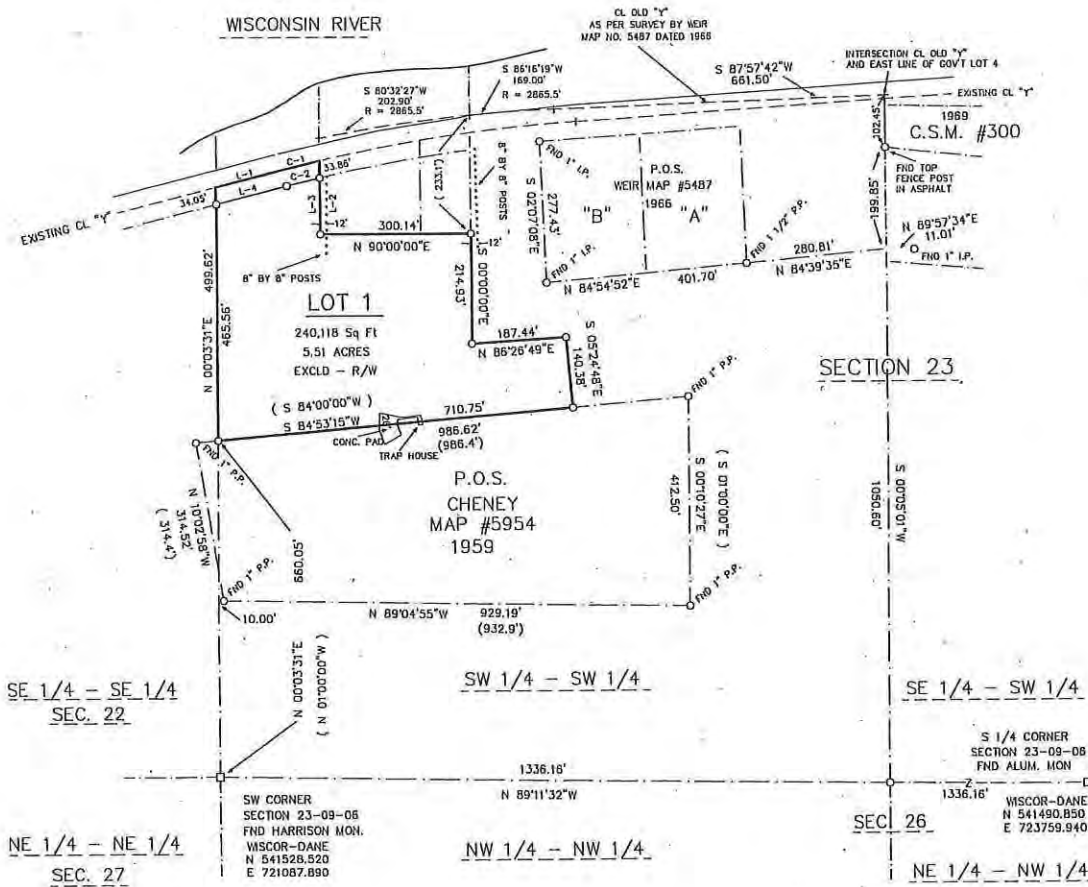 WISCONSIN RIVER
CL OLD "Y"
AS PER SURVEY BY WEIR
MAP NO. 5487 DATED 1966
S 86°16'19"W
169.00'
R = 2865.5'
S 80°32'27"W
202.90'
R = 2865.5'
S 87°57'42"W
661.50'
INTERSECTION CL OLD "Y"
AND EAST LINE OF GOV'T LOT 4
EXISTING CL "Y"
1969
C.S.M. #300
102.45'
FND TOP
FENCE POST
IN ASPHALT
199.85'
N 89°57'34"E
11.01'
FND 1" I.P.
L-1
C-1
L-4
C-2
33.86'
34.05'
L-3
L-2
12'
EXISTING CL "Y"
( 233.1')
8" BY 8" POSTS
12'
300.14'
N 90°00'00"E
8" BY 8" POSTS
FND 1" I.P.
P.O.S.
WEIR MAP #5487
1966
"B"
"A"
S 02°07'08"E
277.43'
FND 1" I.P.
FND 1 1/2" P.P.
N 84°54'52"E
401.70'
280.81'
N 84°39'35"E
499.62'
N 00°03'31"E
465.56'
LOT 1
240,118 Sq Ft
5.51 ACRES
EXCLD - R/W
S 00°00'00"E
214.93'
187.44'
N 86°26'49"E
S 05°24'48"E
140.38'
SECTION 23
( S 84°00'00"W )
S 84°53'15"W
710.75'
986.62'
(986.4')
26'
CONC. PAD
TRAP HOUSE
FND 1" P.P.
FND 1" P.P.
P.O.S.
CHENEY
MAP #5954
1959
N 10°02'58"W
314.52'
( 314.4')
660.05'
412.50'
S 00°10'27"E
( S 01°00'00"E )
S 00°05'01"W
1050.60'
FND 1" P.P.
10.00'
N 89°04'55"W
929.19'
(932.9')
FND 1" P.P.
N 00°03'31"E
( N 01°00'00"W )
SE 1/4 - SE 1/4
SEC. 22
SW 1/4 - SW 1/4
SE 1/4 - SW 1/4
S 1/4 CORNER
SECTION 23-09-06
FND ALUM. MON
1336.16'
N 89°11'32"W
1336.16'
SW CORNER
SECTION 23-09-06
FND HARRISON MON.
WISCOR-DANE
N 541528.520
E 721087.890
WISCOR-DANE
N 541490.850
E 723759.940
SEC 26
NE 1/4 - NE 1/4
SEC. 27
NW 1/4 - NW 1/4
NE 1/4 - NW 1/4